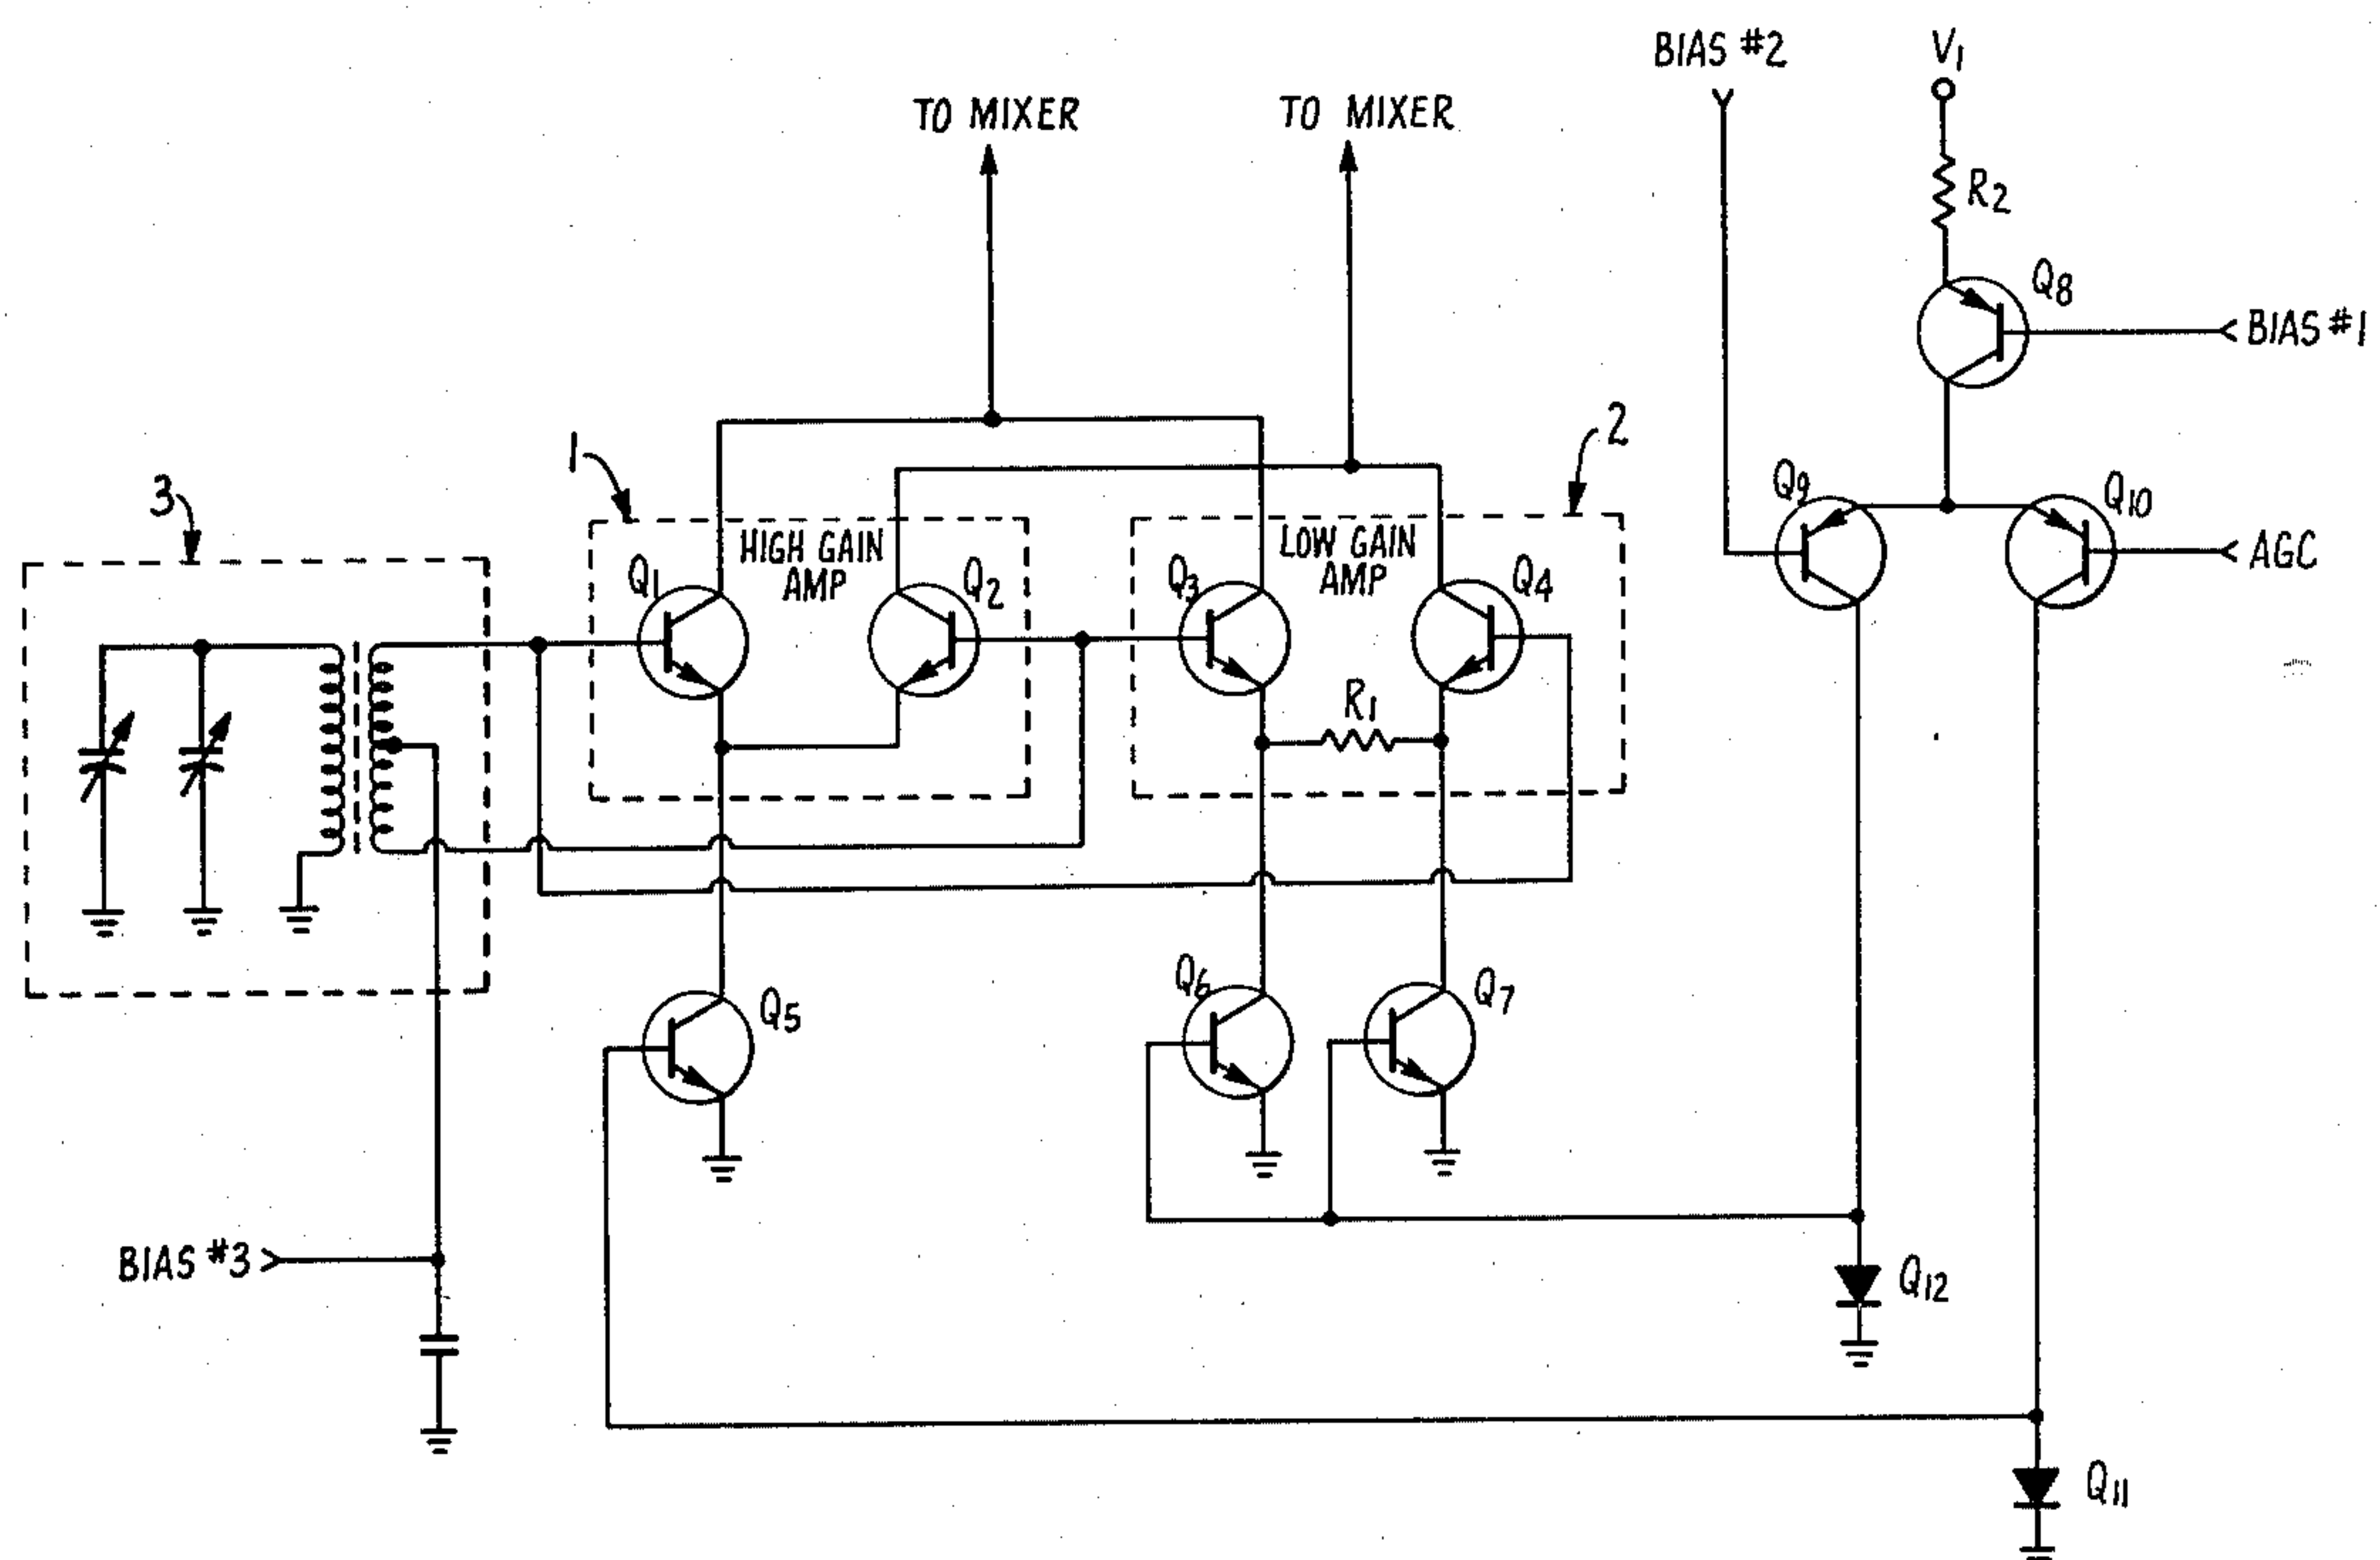 BIAS #2
V1
TO MIXER
TO MIXER
R2
Q8
BIAS #1
1
2
3
Q9
Q10
HIGH GAIN
AMP
LOW GAIN
AMP
AGC
Q1
Q2
Q3
Q4
R1
Q5
Q6
Q7
BIAS #3
Q12
Q11